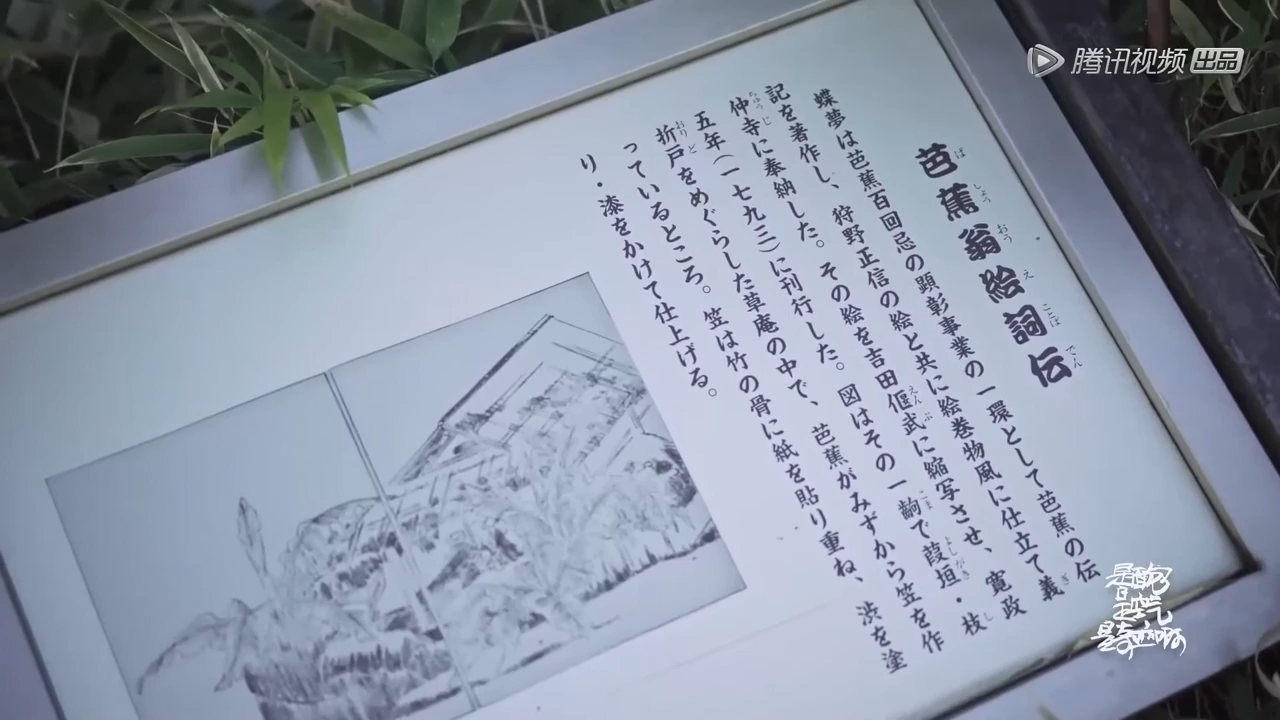 腾讯视频 出品
芭蕉翁絵詞伝
蝶夢は芭蕉百回忌の顕彰事業の一環として芭蕉の伝
記を著作し、狩野正信の絵と共に絵巻物風に仕立て義
仲寺に奉納した。その絵を吉田偃武に縮写させ、寛政
五年(一七九三)に刊行した。図はその一齣で葭垣・枝
折戸をめぐらした草庵の中で、芭蕉がみずから笠を作
っているところ。笠は竹の骨に紙を貼り重ね、渋を塗
り・漆をかけて仕上げる。